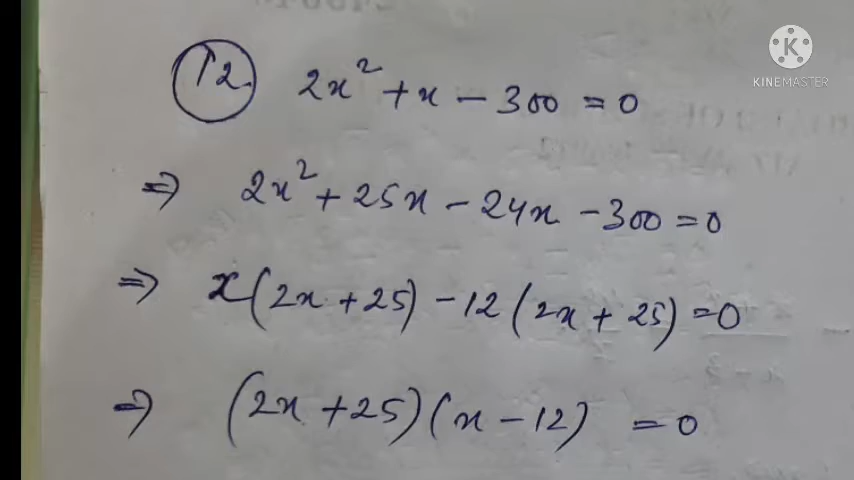 K
KINEMASTER
12. 2x² + x - 300 = 0
⇒ 2x² + 25x - 24x - 300 = 0
⇒ x(2x + 25) - 12(2x + 25) = 0
⇒ (2x + 25)(x - 12) = 0